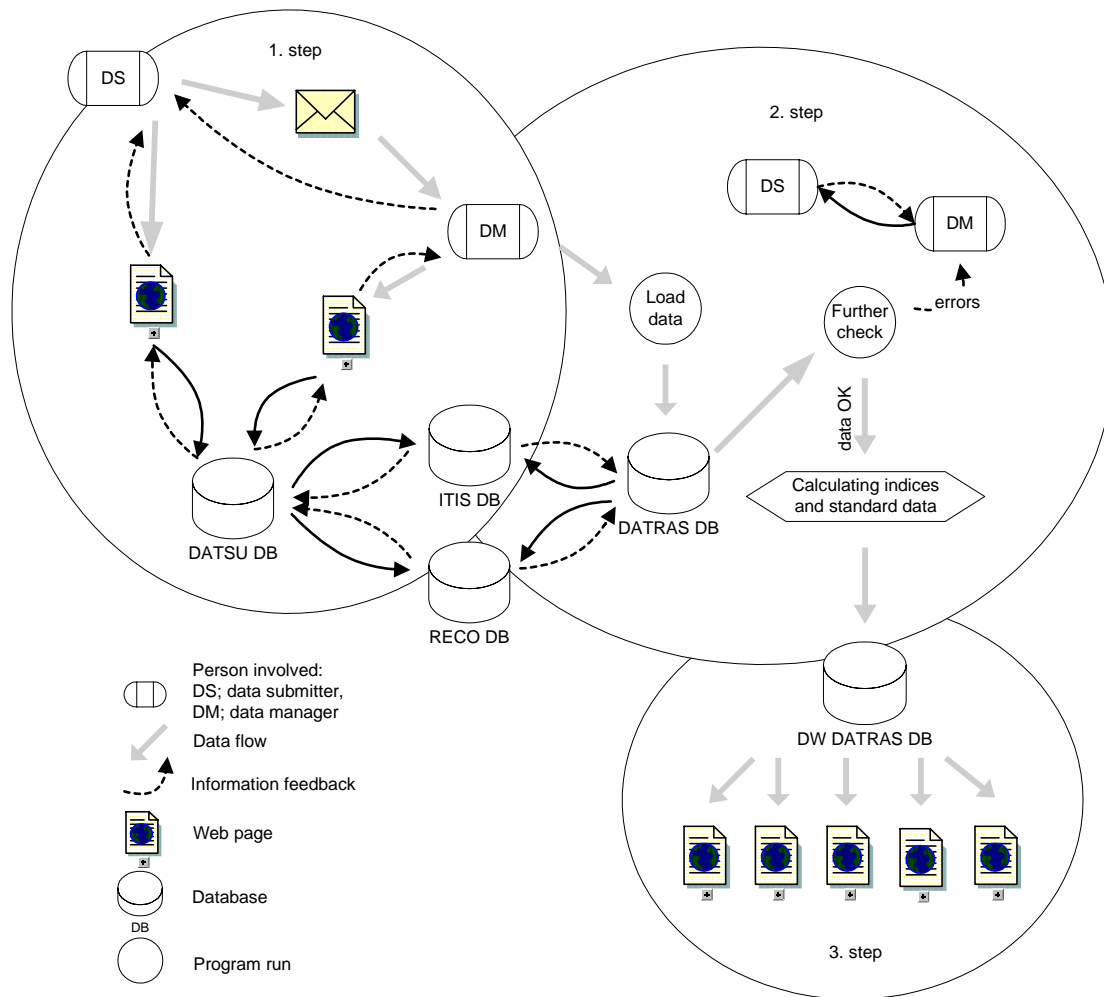 1. step
DS
2. step
DS
DM
DM
errors
Load
data
Further
check
data OK
ITIS DB
Calculating indices
and standard data
DATSU DB
DATRAS DB
RECO DB
Person involved:
DS; data submitter,
DM; data manager
Data flow
DW DATRAS DB
Information feedback
Web page
Database
DB
Program run
3. step